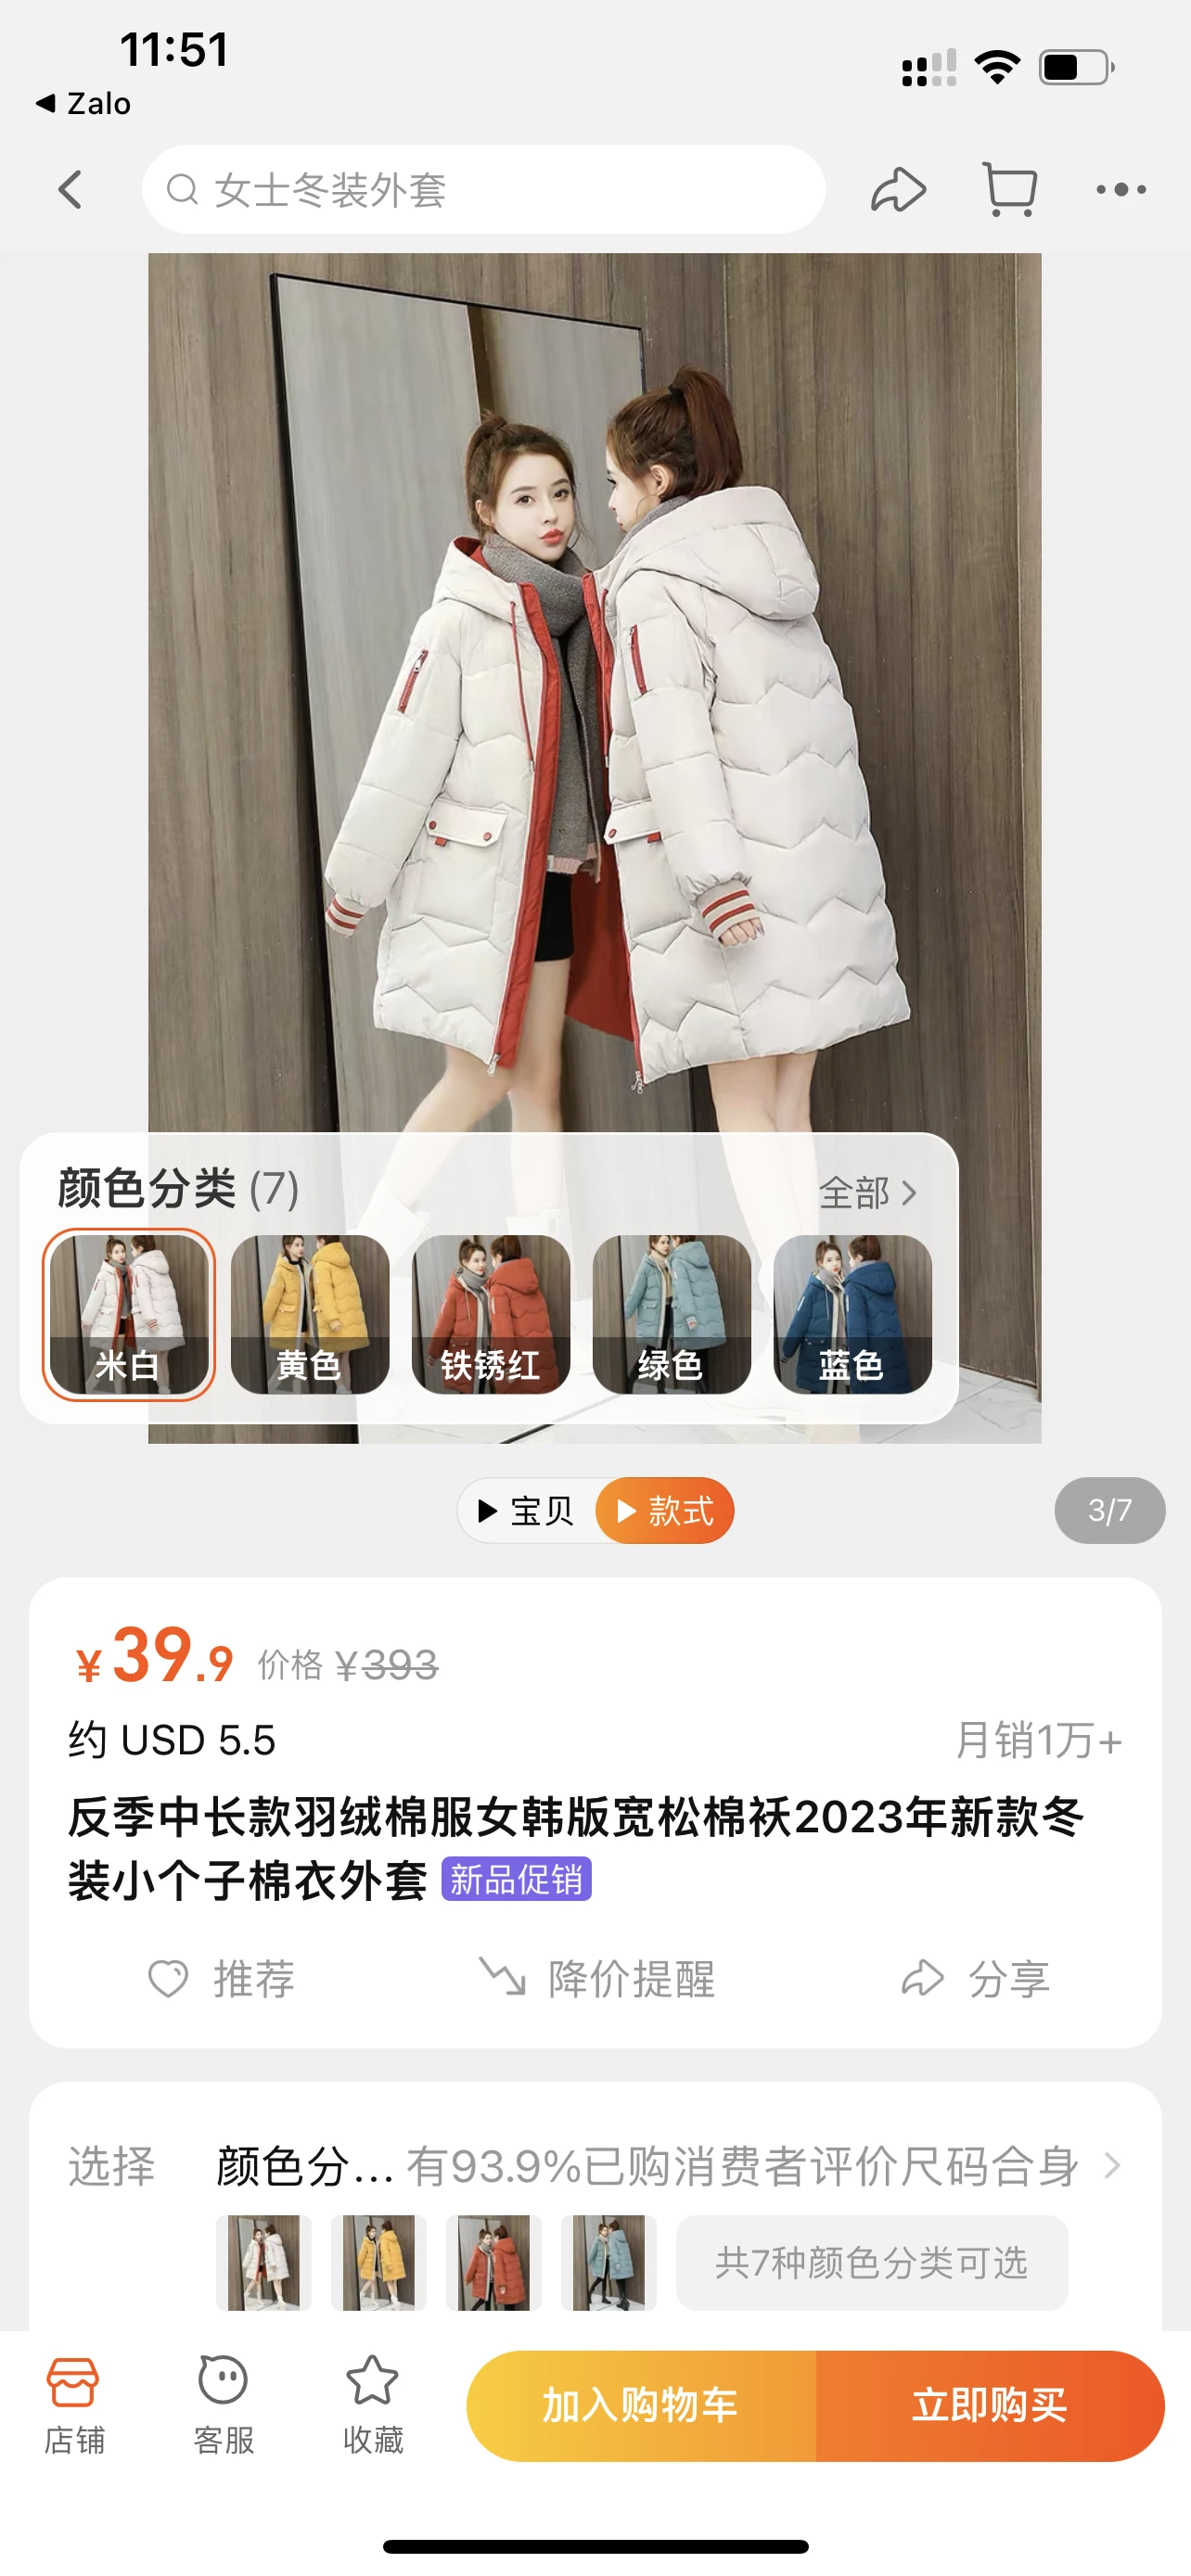 11:51
◀ Zalo
女士冬装外套
颜色分类 (7)
全部 >
米白
黄色
铁锈红
绿色
蓝色
宝贝
款式
3/7
¥39.9 价格 ¥393
约 USD 5.5
月销1万+
反季中长款羽绒棉服女韩版宽松棉袄2023年新款冬
装小个子棉衣外套 新品促销
推荐
降价提醒
分享
选择 颜色分... 有93.9%已购消费者评价尺码合身 >
共7种颜色分类可选
店铺
客服
收藏
加入购物车
立即购买